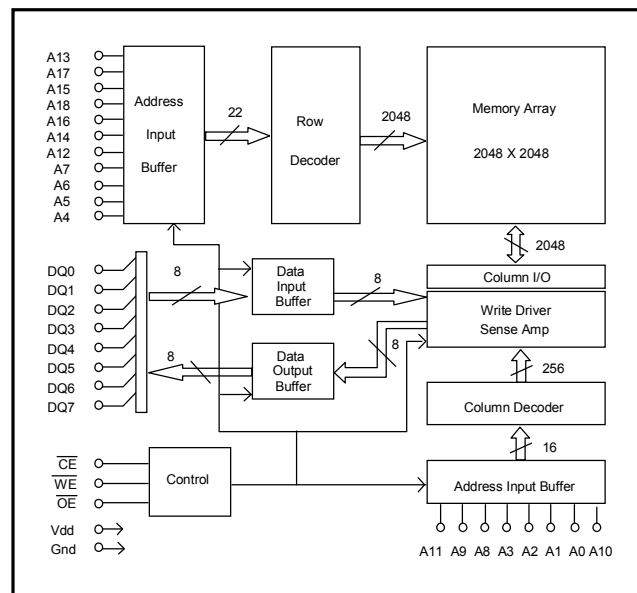 A13
A17
A15
A18
A16
A14
A12
A7
A6
A5
A4
Address
Input
Buffer
22
Row
Decoder
2048
Memory Array
2048 X 2048
2048
Column I/O
Write Driver
Sense Amp
256
Column Decoder
16
Address Input Buffer
A11 A9 A8 A3 A2 A1 A0 A10
DQ0
DQ1
DQ2
DQ3
DQ4
DQ5
DQ6
DQ7
8
Data
Input
Buffer
8
8
Data
Output
Buffer
8
CE
WE
OE
Control
Vdd
Gnd